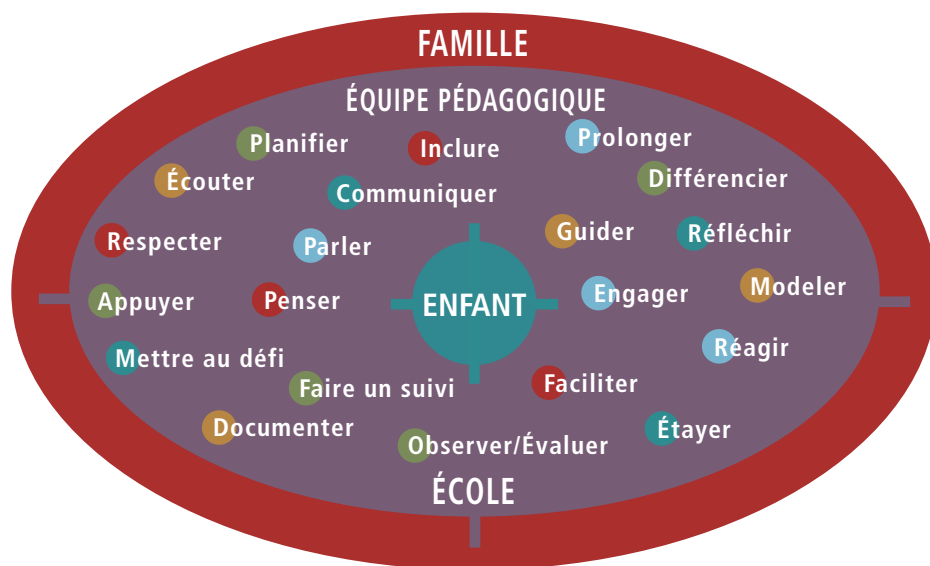 FAMILLE
ÉQUIPE PÉDAGOGIQUE
Planifier
Inclure
Prolonger
Écouter
Communiquer
Différencier
Respecter
Parler
Guider
Réfléchir
Appuyer
Penser
ENFANT
Engager
Modeler
Mettre au défi
Réagir
Faire un suivi
Faciliter
Documenter
Observer/Évaluer
Étayer
ÉCOLE